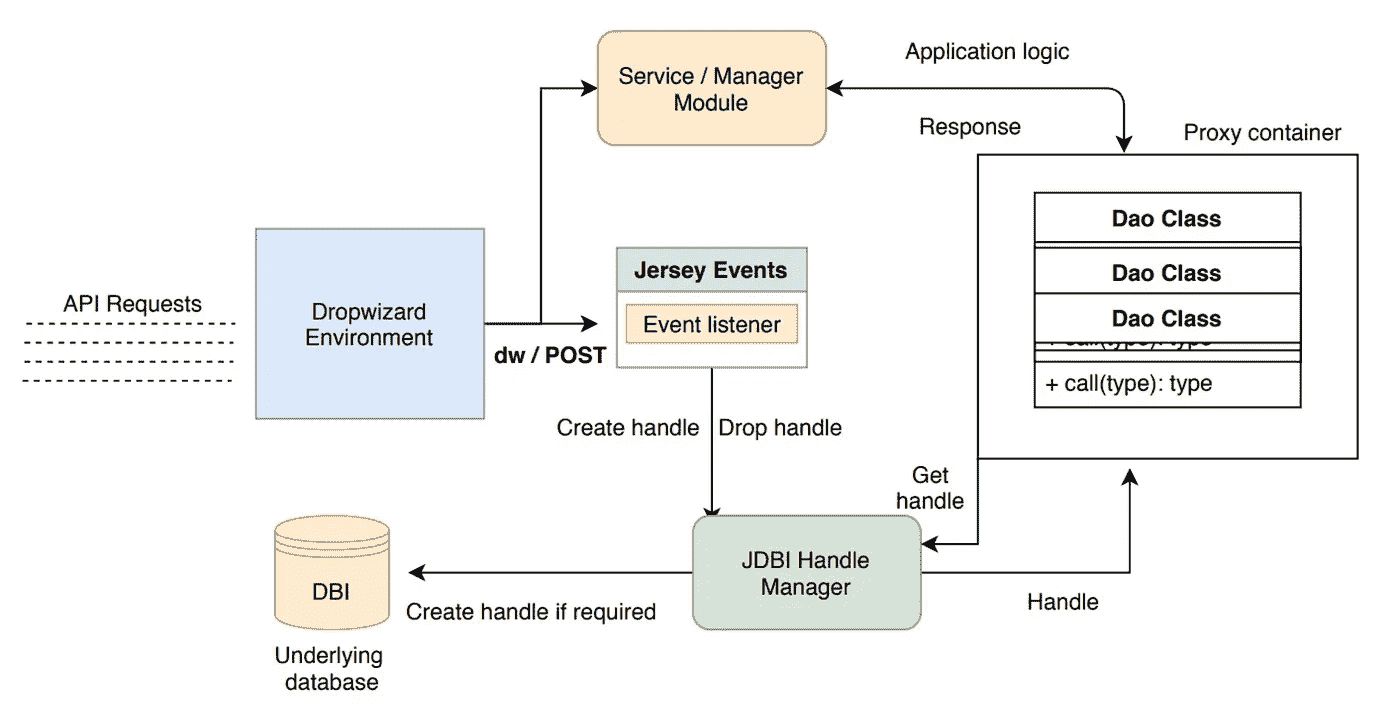 Service / Manager
Module
Application logic
Response
Proxy container
Dao Class
Dao Class
Dao Class
+ call(type): type
+ call(type): type
API Requests
Dropwizard
Environment
dw / POST
Jersey Events
Event listener
Create handle
Drop handle
Get
handle
JDBI Handle
Manager
Handle
DBI
Create handle if required
Underlying
database